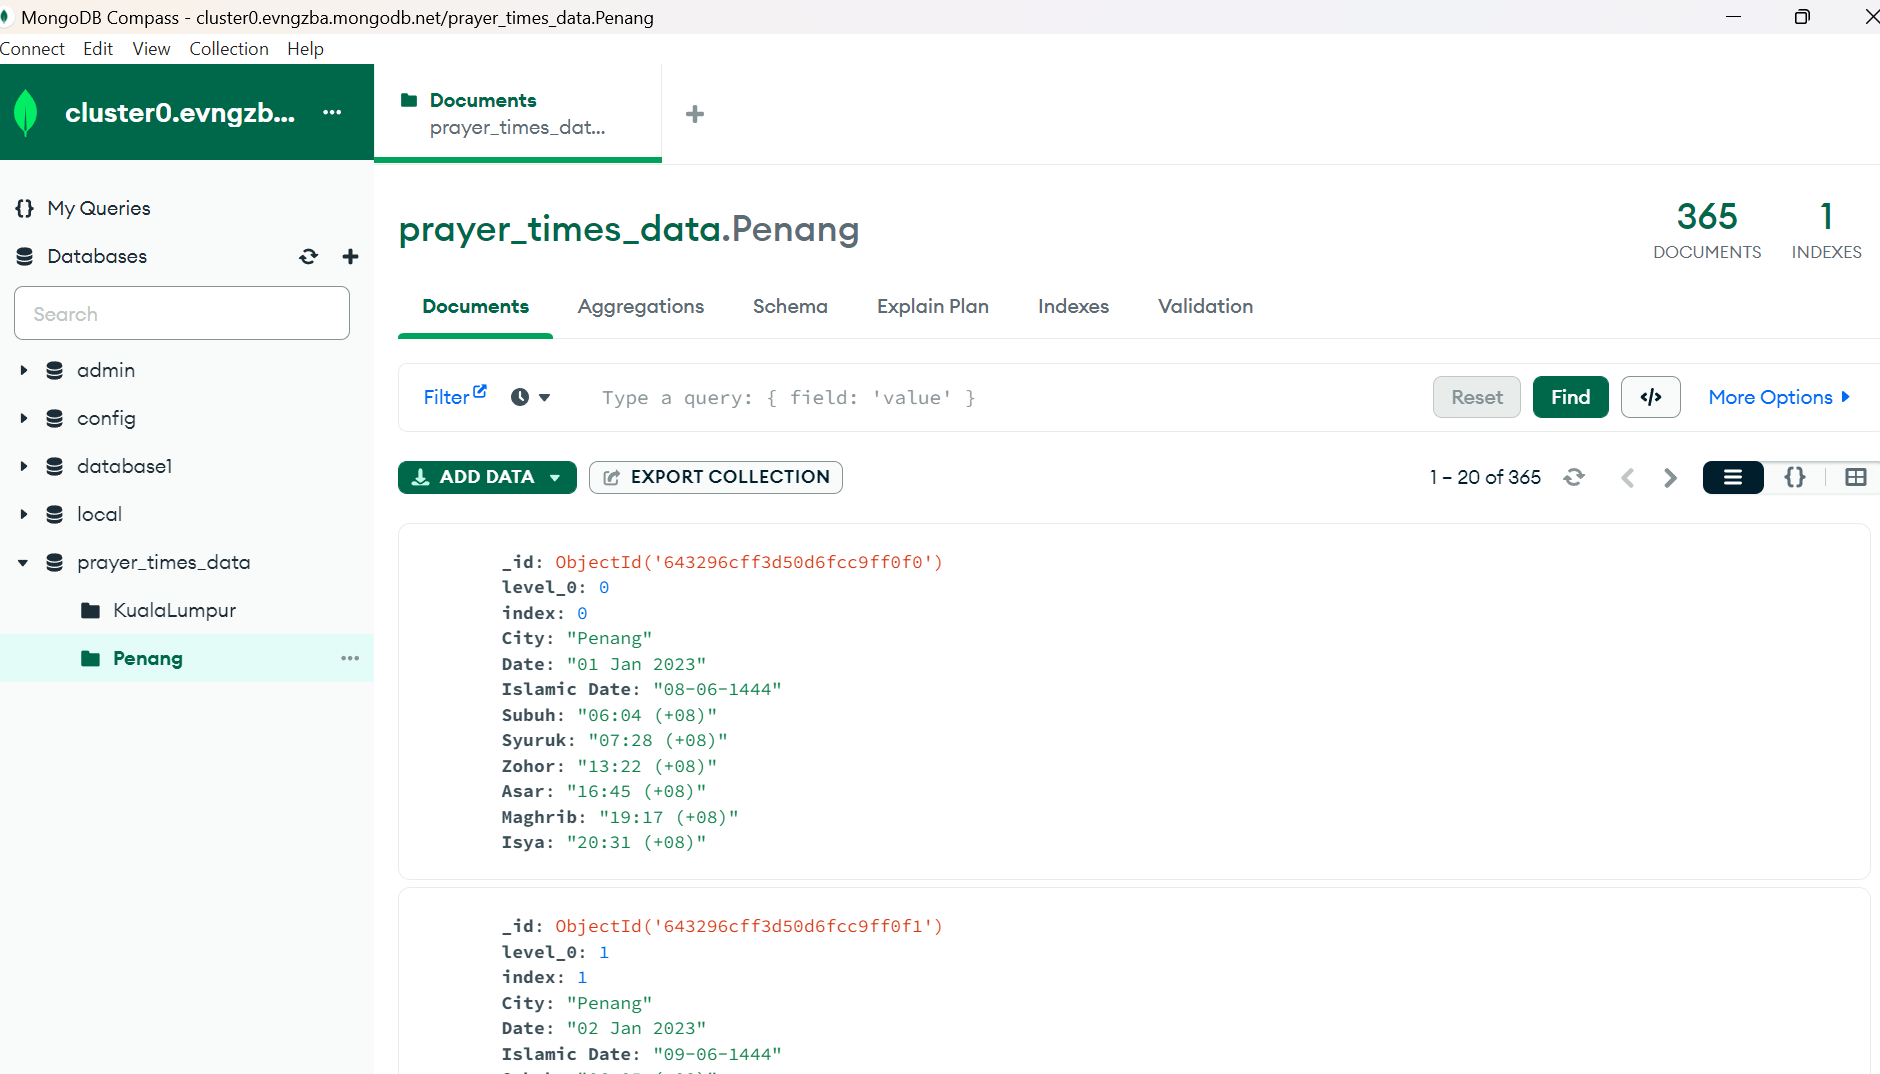 MongoDB Compass - cluster0.evngzba.mongodb.net/prayer_times_data.Penang
Connect Edit View Collection Help
cluster0.evngzb...
Documents
prayer_times_dat...
My Queries
Databases
Search
admin
config
database1
local
prayer_times_data
KualaLumpur
Penang
prayer_times_data.Penang
365
DOCUMENTS
1
INDEXES
Documents Aggregations Schema Explain Plan Indexes Validation
Filter
Type a query: { field: 'value' }
Reset
Find
</>
More Options
ADD DATA
EXPORT COLLECTION
1 – 20 of 365
{}
_id: ObjectId('643296cff3d50d6fcc9ff0f0')
level_0: 0
index: 0
City: "Penang"
Date: "01 Jan 2023"
Islamic Date: "08-06-1444"
Subuh: "06:04 (+08)"
Syuruk: "07:28 (+08)"
Zohor: "13:22 (+08)"
Asar: "16:45 (+08)"
Maghrib: "19:17 (+08)"
Isya: "20:31 (+08)"
_id: ObjectId('643296cff3d50d6fcc9ff0f1')
level_0: 1
index: 1
City: "Penang"
Date: "02 Jan 2023"
Islamic Date: "09-06-1444"